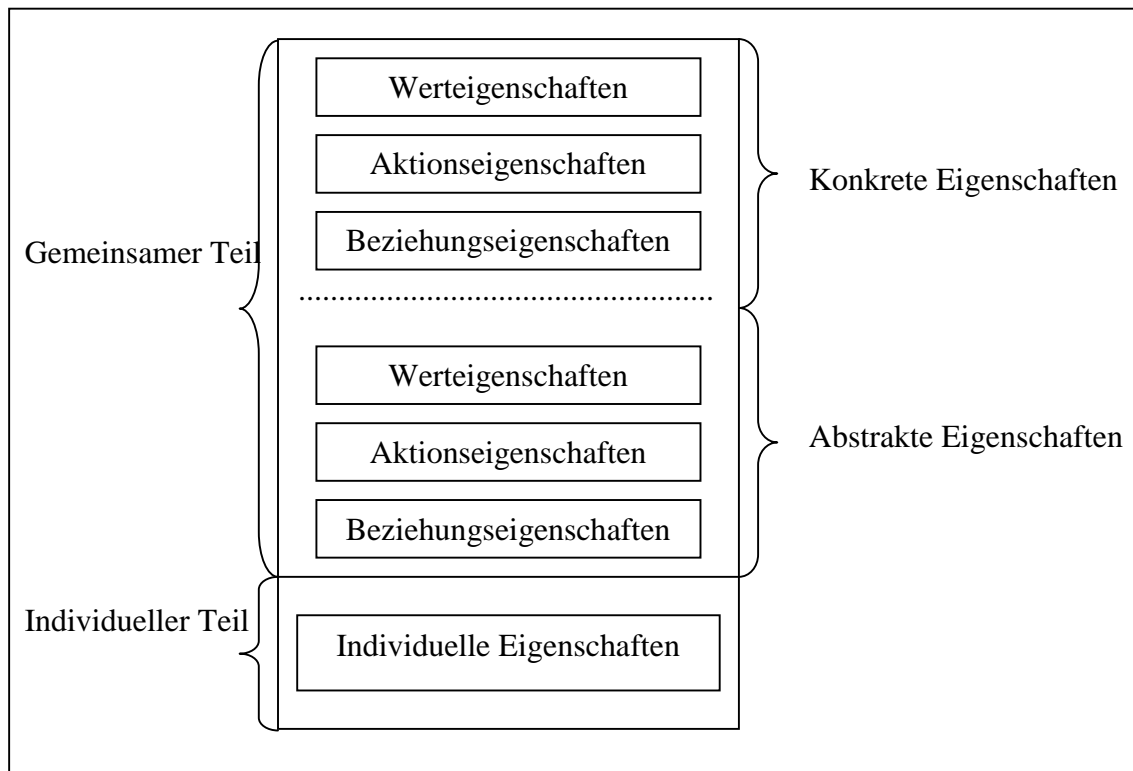 Werteigenschaften
Aktionseigenschaften
Konkrete Eigenschaften
Beziehungseigenschaften
Gemeinsamer Teil
Werteigenschaften
Abstrakte Eigenschaften
Aktionseigenschaften
Beziehungseigenschaften
Individueller Teil
Individuelle Eigenschaften